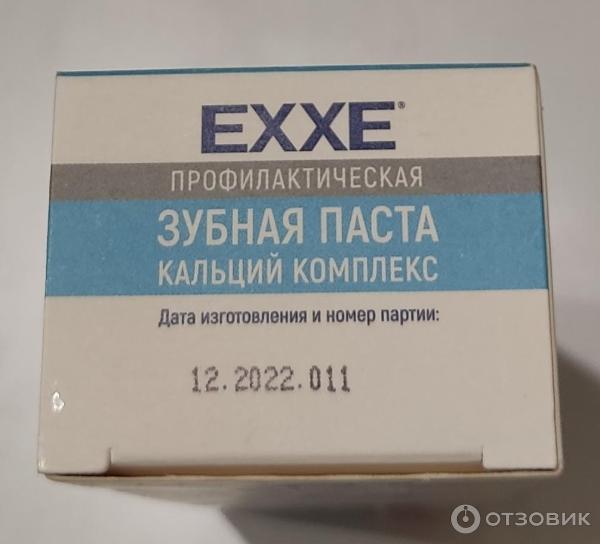 EXXE®
ПРОФИЛАКТИЧЕСКАЯ
ЗУБНАЯ ПАСТА
КАЛЬЦИЙ КОМПЛЕКС
Дата изготовления и номер партии:
12.2022.011
ОТЗОВИК